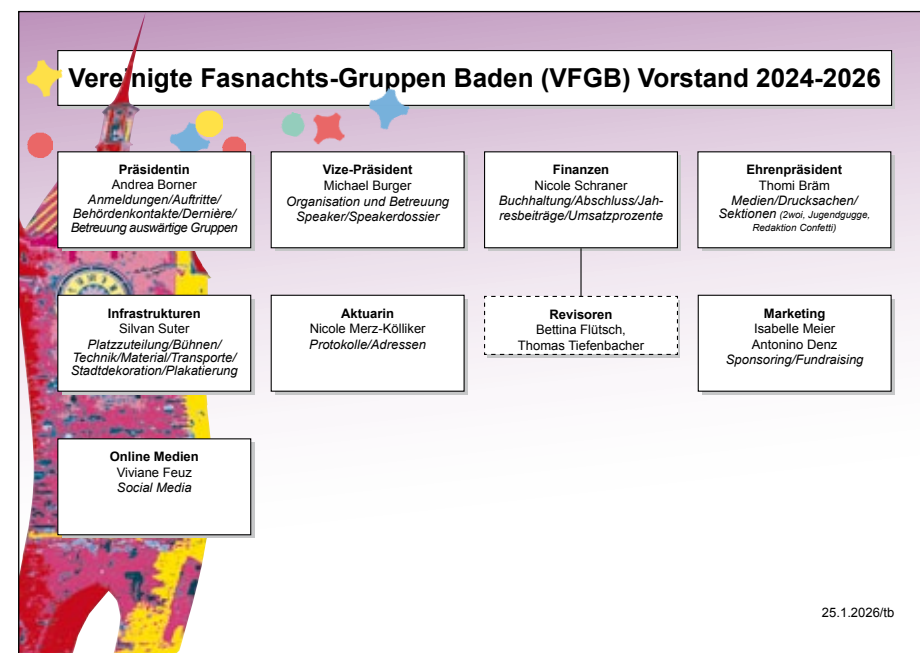 Vereinigte Fasnachts-Gruppen Baden (VFGB) Vorstand 2024-2026
Präsidentin
Andrea Borner
Anmeldungen/Auftritte/
Behördenkontakte/Dernière/
Betreuung auswärtige Gruppen
Vize-Präsident
Michael Burger
Organisation und Betreuung
Speaker/Speakerdossier
Finanzen
Nicole Schraner
Buchhaltung/Abschluss/Jah-
resbeiträge/Umsatzprozente
Ehrenpräsident
Thomi Bräm
Medien/Drucksachen/
Sektionen (2woi, Jugendgugge,
Redaktion Confetti)
Infrastrukturen
Silvan Suter
Platzzuteilung/Bühnen/
Technik/Material/Transporte/
Stadtdekoration/Plakatierung
Aktuarin
Nicole Merz-Kölliker
Protokolle/Adressen
Revisoren
Bettina Flütsch,
Thomas Tiefenbacher
Marketing
Isabelle Meier
Antonino Denz
Sponsoring/Fundraising
Online Medien
Viviane Feuz
Social Media
25.1.2026/tb